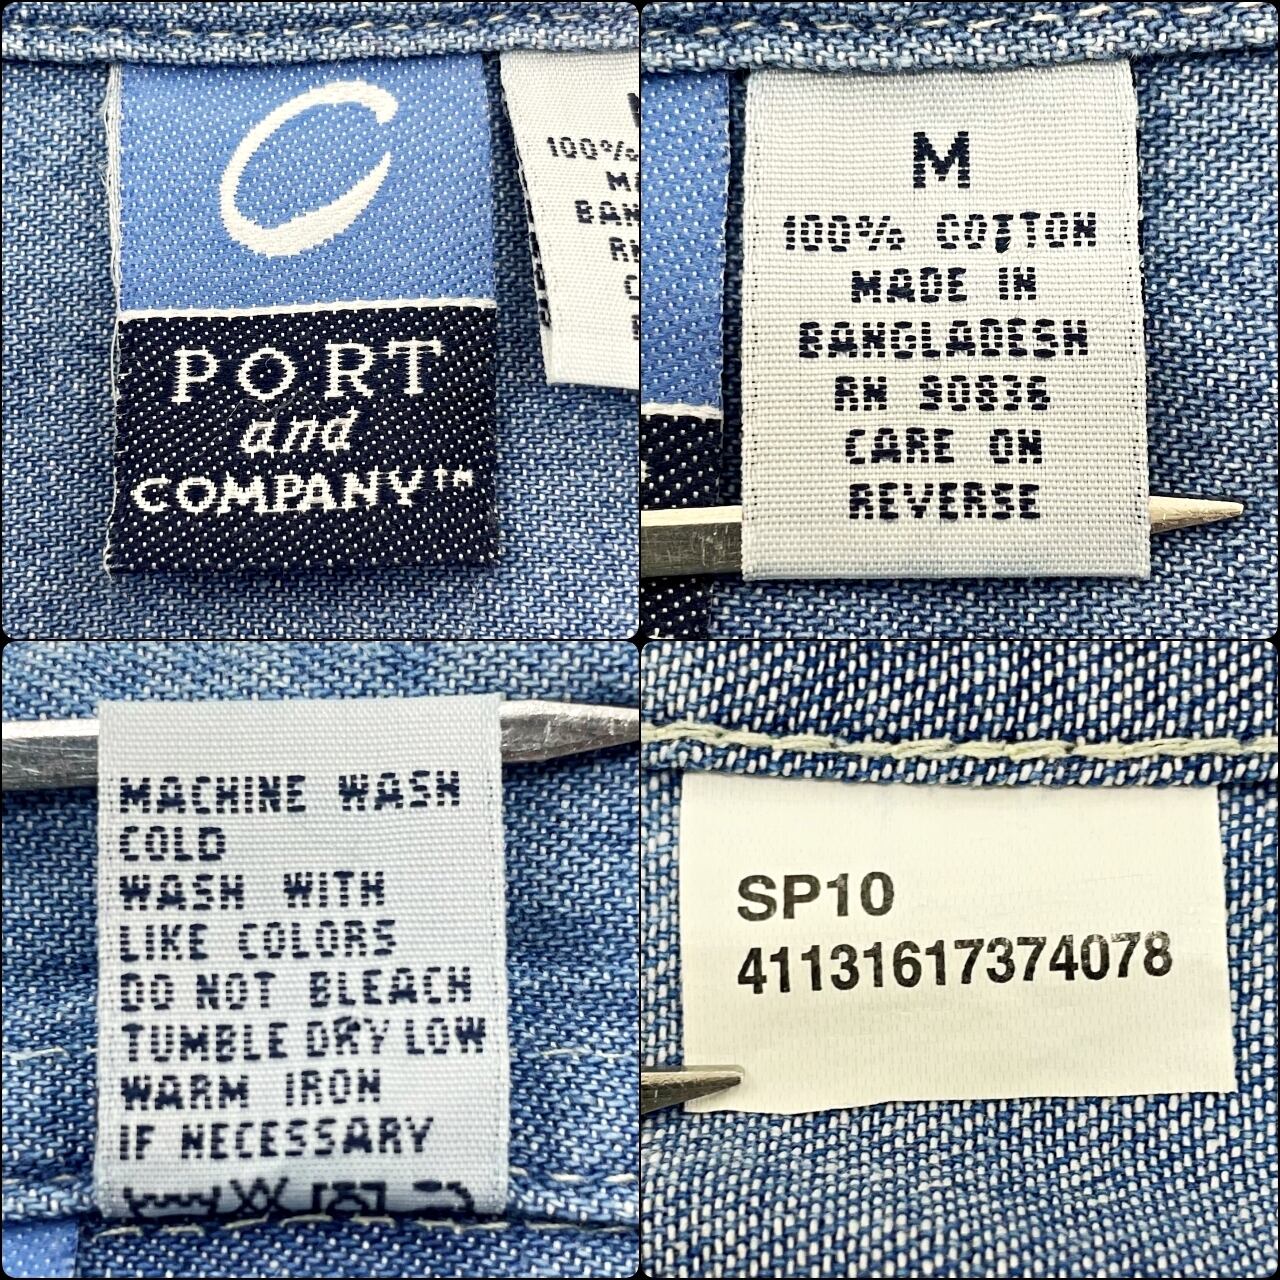 C
PORT
and
COMPANY™
100%
M
100% COTTON
MADE IN
BANGLADESH
RN 90836
CARE ON
REVERSE
MACHINE WASH
COLD
WASH WITH
LIKE COLORS
DO NOT BLEACH
TUMBLE DRY LOW
WARM IRON
IF NECESSARY
SP10
41131617374078